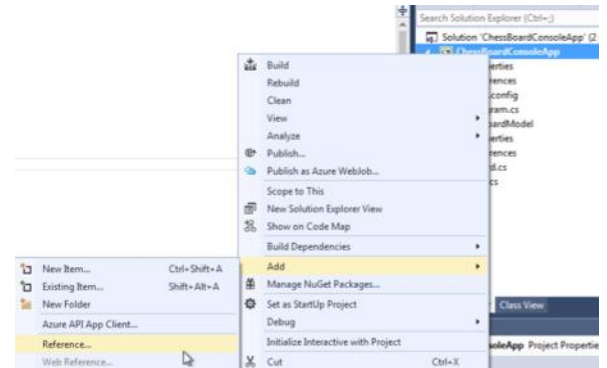 Search Solution Explorer (Ctrl+;)
Solution 'ChessBoardConsoleApp' (2
ChessBoardConsoleApp
erties
rences
.config
ram.cs
ardModel
erties
rences
d.cs
cs
Build
Rebuild
Clean
View
Analyze
Publish...
Publish as Azure WebJob...
Scope to This
New Solution Explorer View
Show on Code Map
Build Dependencies
Add
Manage NuGet Packages...
Set as StartUp Project
Debug
Initialize Interactive with Project
Cut Ctrl+X
New Item... Ctrl+Shift+A
Existing Item... Shift+Alt+A
New Folder
Azure API App Client...
Reference...
Web Reference...
Class View
soleApp Project Propertie